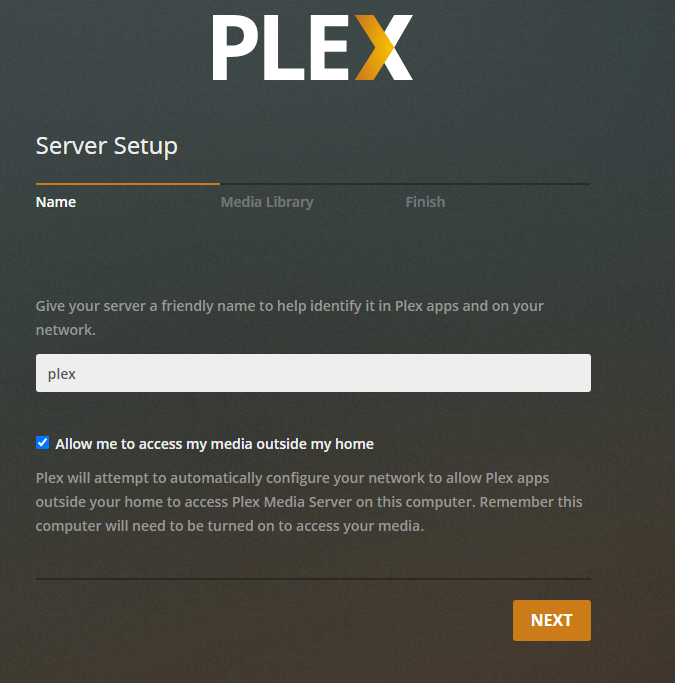 PLEX
Server Setup
Name
Media Library
Finish
Give your server a friendly name to help identify it in Plex apps and on your
network.
plex
Allow me to access my media outside my home
Plex will attempt to automatically configure your network to allow Plex apps
outside your home to access Plex Media Server on this computer. Remember this
computer will need to be turned on to access your media.
NEXT